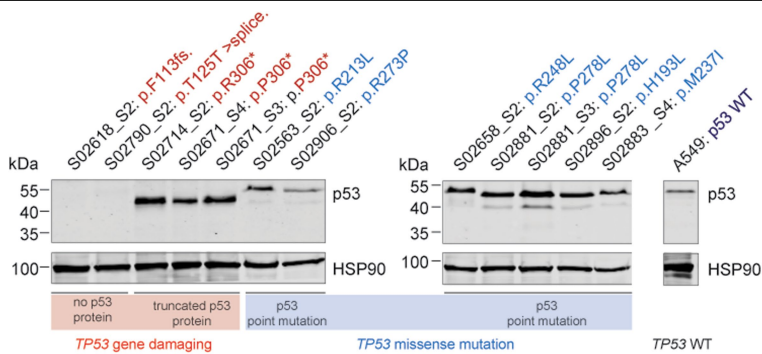 S02618_S2: p.F113fs.
S02790_S2: p.T125T >splice.
S02714_S2: p.R306*
S02671_S4: p.P306*
S02671_S3: p.P306*
S02563_S2: p.R213L
S02906_S2: p.R273P
S02658_S2: p.R248L
S02881_S2: p.P278L
S02881_S3: p.P278L
S02896_S2: p.H193L
S02883_S4: p.M237I
A549: p53 WT
kDa
55
40
35
100
p53
HSP90
kDa
55
40
35
100
p53
HSP90
no p53
protein
truncated p53
protein
p53
point mutation
p53
point mutation
TP53 gene damaging
TP53 missense mutation
TP53 WT